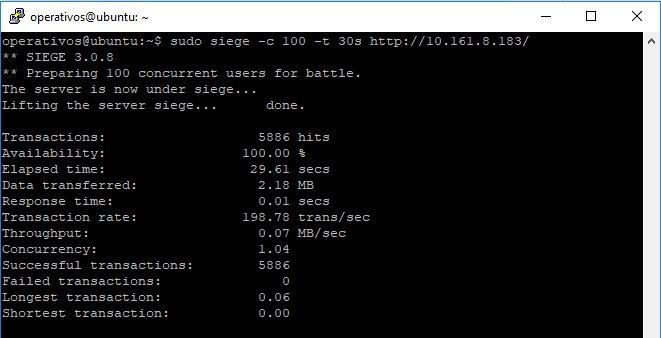 operativos@ubuntu: ~
operativos@ubuntu:~$ sudo siege -c 100 -t 30s http://10.161.8.183/
** SIEGE 3.0.8
** Preparing 100 concurrent users for battle.
The server is now under siege...
Lifting the server siege...      done.
Transactions:                   5886 hits
Availability:                 100.00 %
Elapsed time:                  29.61 secs
Data transferred:               2.18 MB
Response time:                  0.01 secs
Transaction rate:             198.78 trans/sec
Throughput:                     0.07 MB/sec
Concurrency:                    1.04
Successful transactions:        5886
Failed transactions:               0
Longest transaction:            0.06
Shortest transaction:           0.00